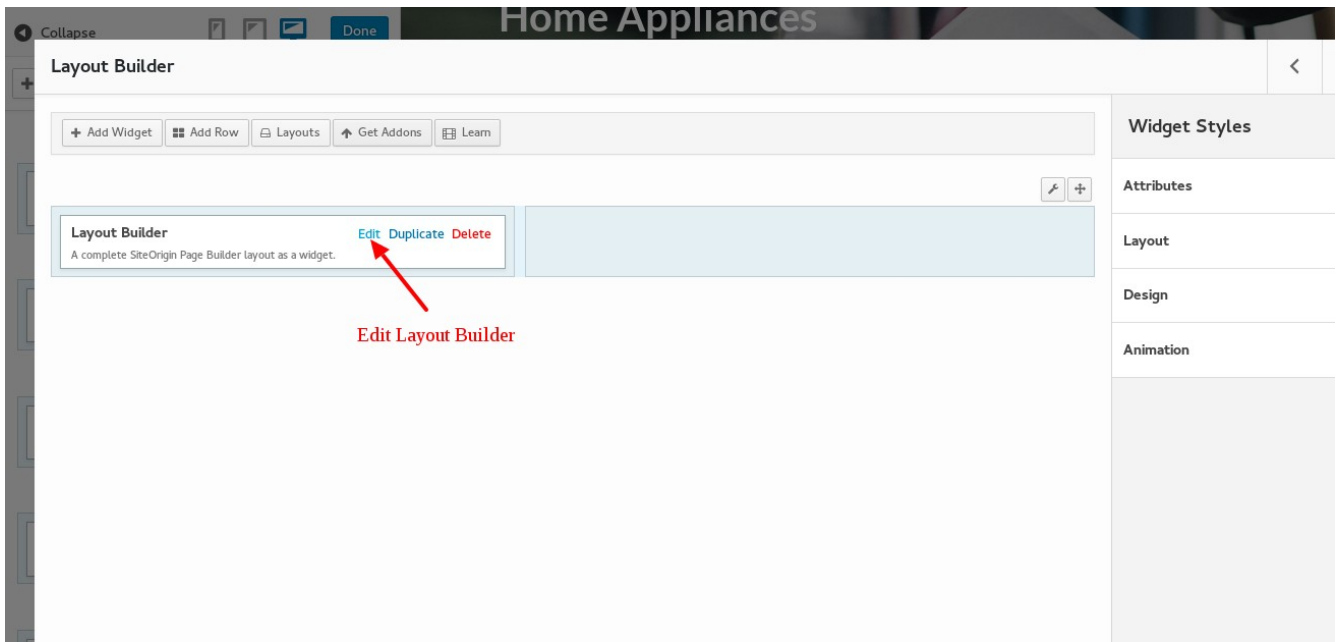 Home Appliances
Collapse
Done
Layout Builder
Add Widget
Add Row
Layouts
Get Addons
Learn
Widget Styles
Attributes
Layout
Design
Animation
Layout Builder
Edit Duplicate Delete
A complete SiteOrigin Page Builder layout as a widget.
Edit Layout Builder